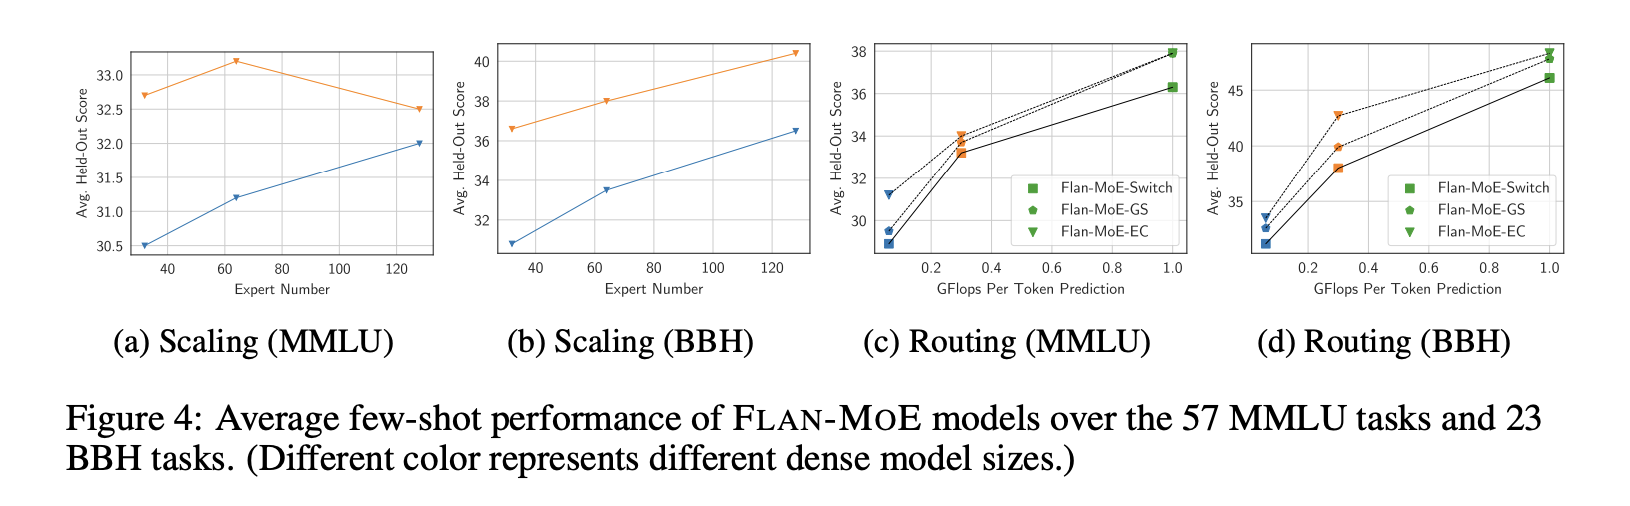 Avg. Held-Out Score
33.0
32.5
32.0
31.5
31.0
30.5
40 60 80 100 120
Expert Number
(a) Scaling (MMLU)
Avg. Held-Out Score
40
38
36
34
32
40 60 80 100 120
Expert Number
(b) Scaling (BBH)
Avg. Held-Out Score
38
36
34
32
30
Flan-MoE-Switch
Flan-MoE-GS
Flan-MoE-EC
0.2 0.4 0.6 0.8 1.0
GFlops Per Token Prediction
(c) Routing (MMLU)
Avg. Held-Out Score
45
40
35
Flan-MoE-Switch
Flan-MoE-GS
Flan-MoE-EC
0.2 0.4 0.6 0.8 1.0
GFlops Per Token Prediction
(d) Routing (BBH)
Figure 4: Average few-shot performance of FLAN-MOE models over the 57 MMLU tasks and 23
BBH tasks. (Different color represents different dense model sizes.)